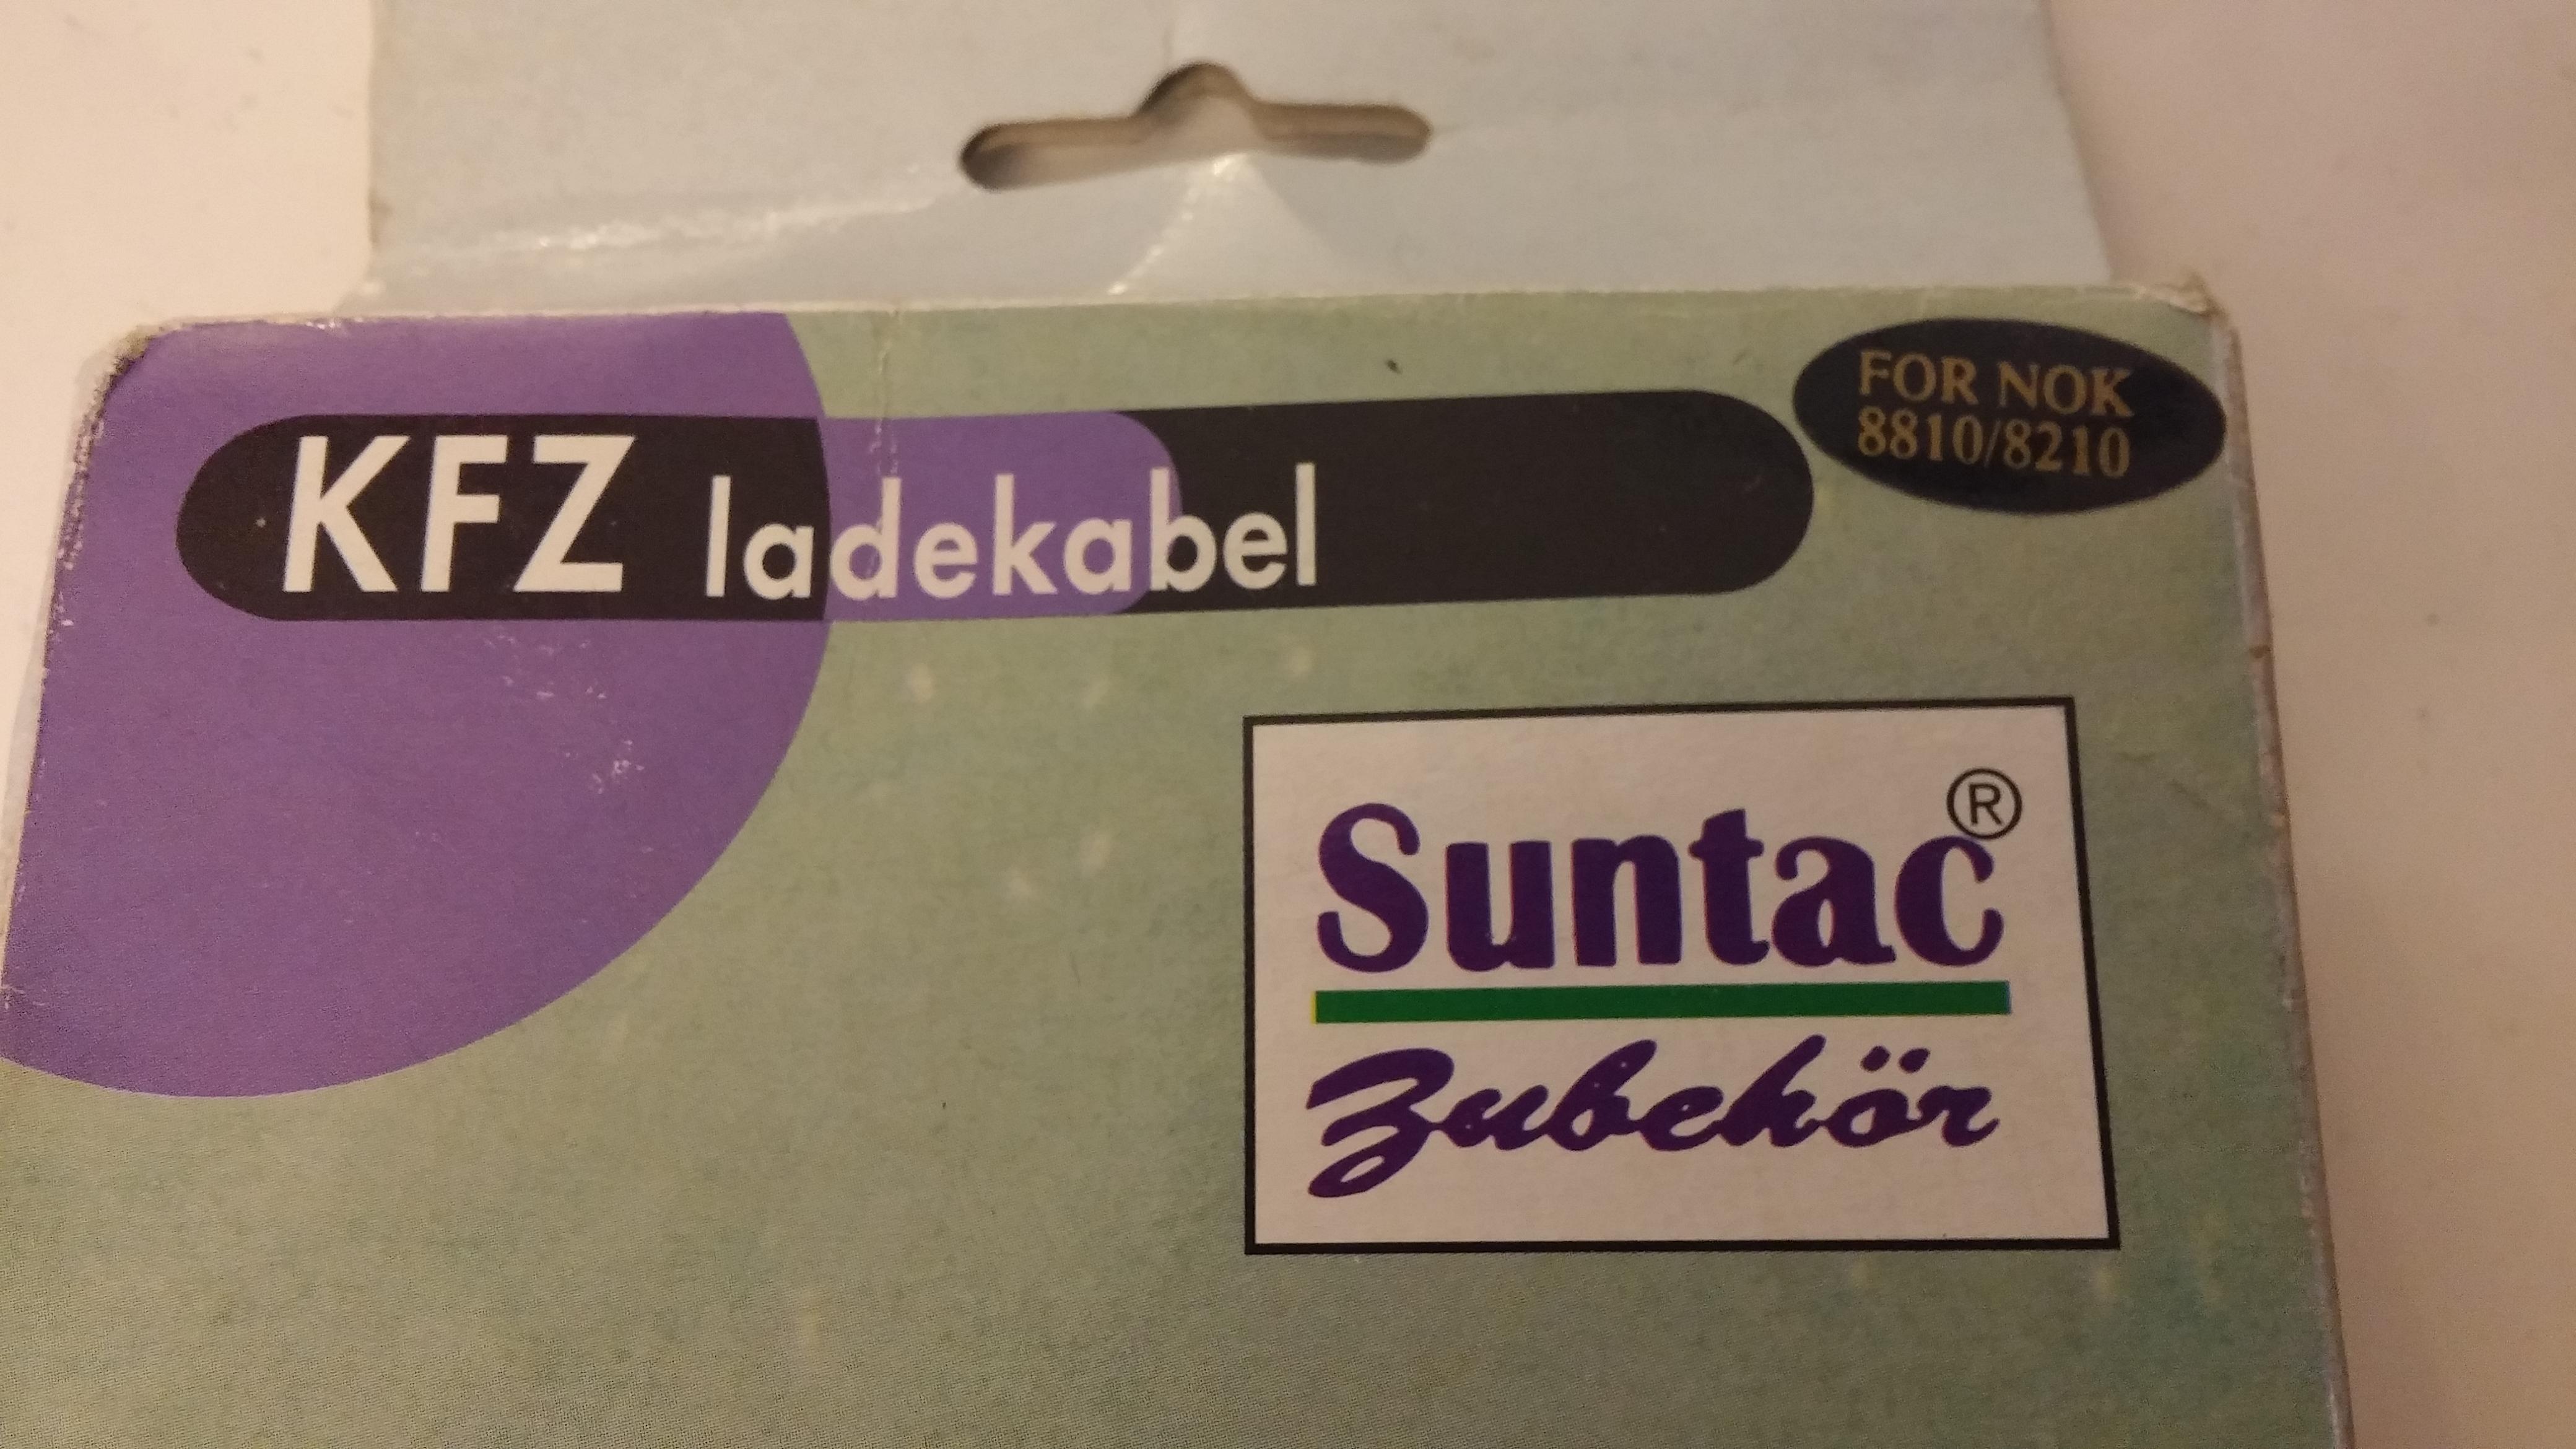 FOR NOK
8810/8210
KFZ ladekabel
Suntac®
Zubehör